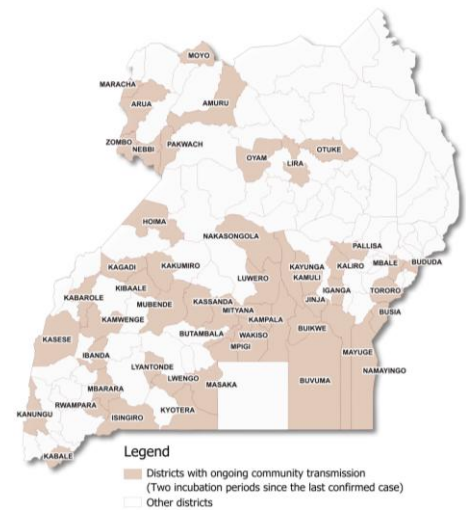 MOYO
MARACHA
ARUA
AMURU
ZOMBO
NEBBI
PAKWACH
OYAM
LIRA
OTUKE
HOIMA
NAKASONGOLA
PALLISA
KAGADI
KAKUMIRO
LUWERO
KAYUNGA
KAMULI
KALIRO
MBALE
BUDUDA
KIBAALE
KABAROLE
MUBENDE
KASSANDA
MITYANA
KAMPALA
JINJA
IGANGA
TORORO
BUSIA
KAMWENGE
KASESE
BUTAMBALA
WAKISO
MPIGI
BUIKWE
MAYUGE
NAMAYINGO
IBANDA
LYANTONDE
LWENGO
MASAKA
BUVUMA
MBARARA
RWAMPARA
KANUNGU
ISINGIRO
KYOTERA
KABALE
Legend
Districts with ongoing community transmission
(Two incubation periods since the last confirmed case)
Other districts